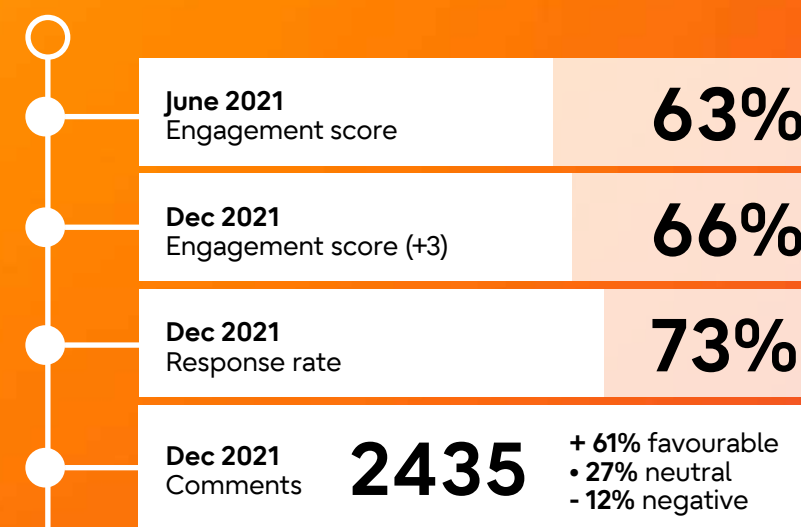 June 2021
Engagement score
63%
Dec 2021
Engagement score (+3)
66%
Dec 2021
Response rate
73%
Dec 2021
Comments
2435
+ 61% favourable
• 27% neutral
- 12% negative